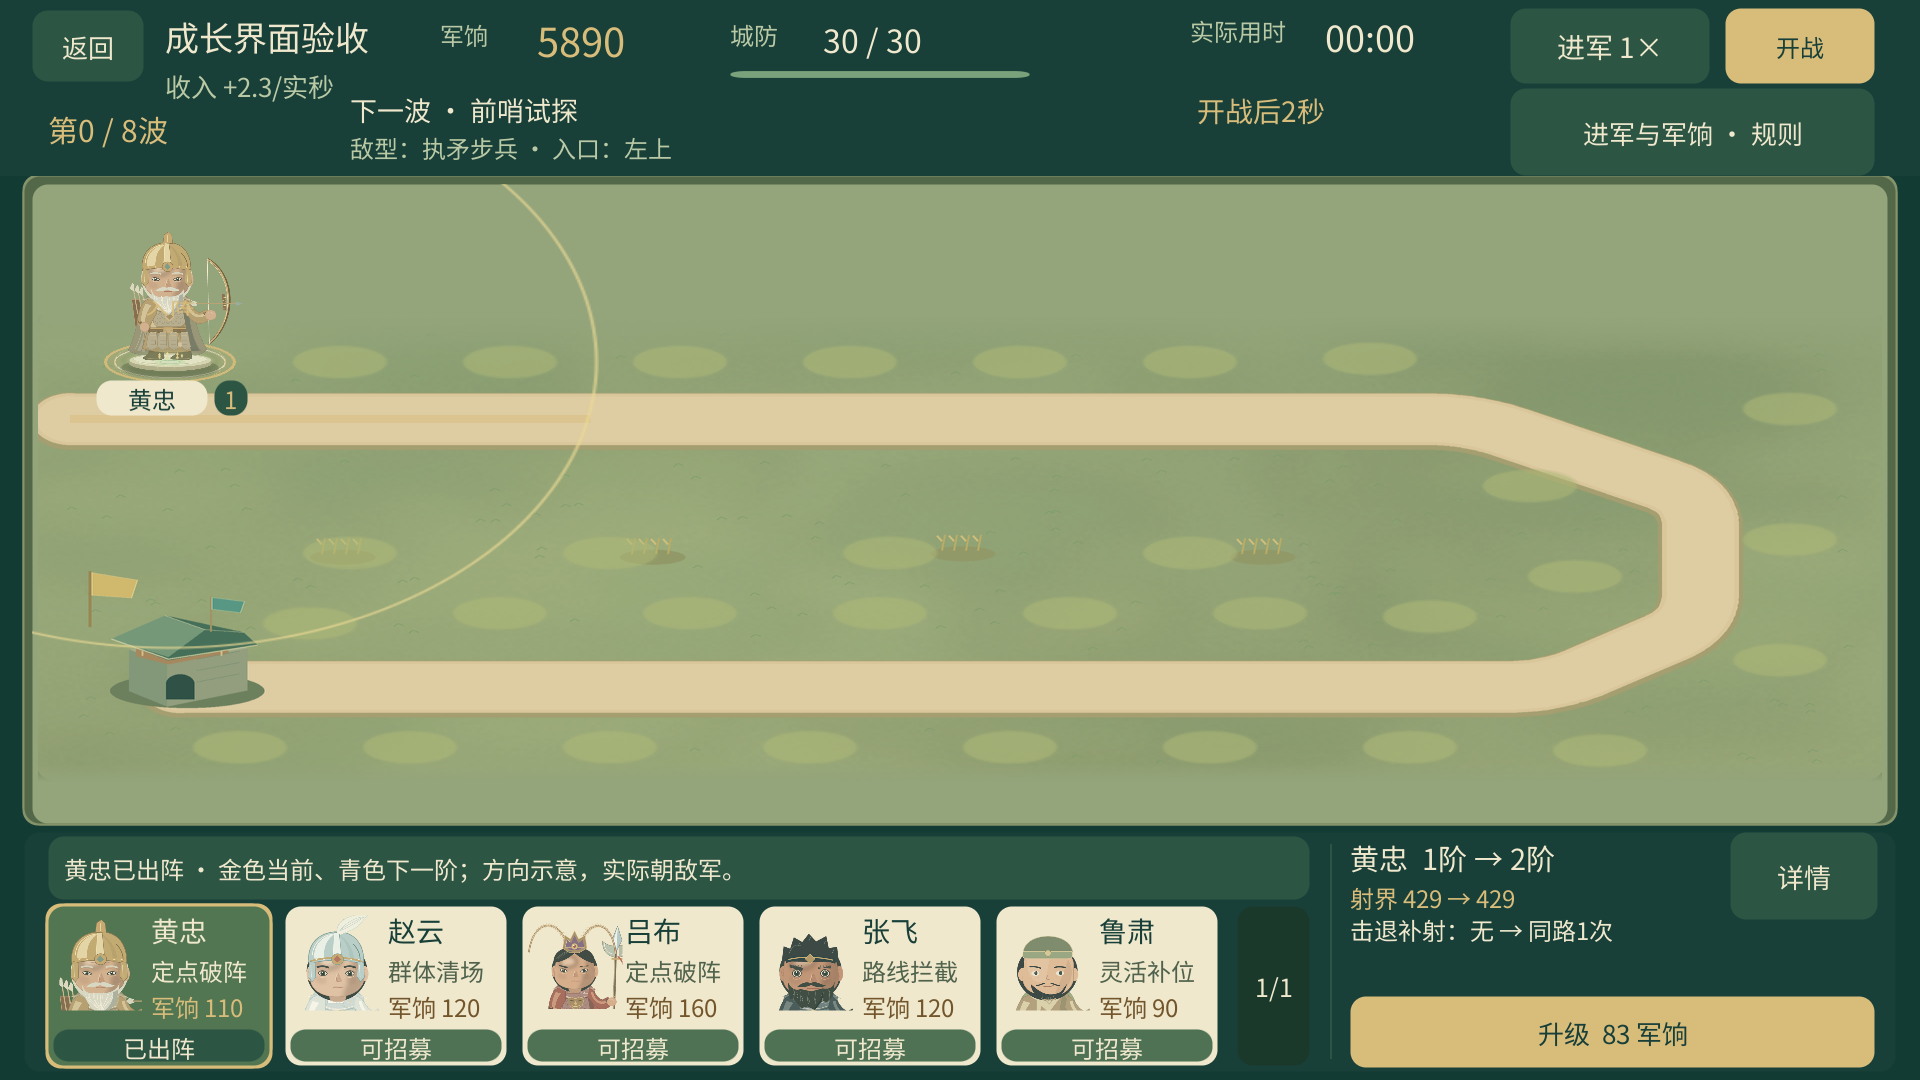 返回
成长界面验收
收入 +2.3/实秒
军饷
5890
城防
30 / 30
实际用时
00:00
进军 1×
开战
第0 / 8波
下一波 · 前哨试探
敌型：执矛步兵 · 入口：左上
开战后2秒
进军与军饷 · 规则
黄忠
1
黄忠已出阵 · 金色当前、青色下一阶；方向示意，实际朝敌军。
黄忠
定点破阵
军饷 110
已出阵
赵云
群体清场
军饷 120
可招募
吕布
定点破阵
军饷 160
可招募
张飞
路线拦截
军饷 120
可招募
鲁肃
灵活补位
军饷 90
可招募
1/1
黄忠 1阶 → 2阶
射界 429 → 429
击退补射：无 → 同路1次
详情
升级 83 军饷